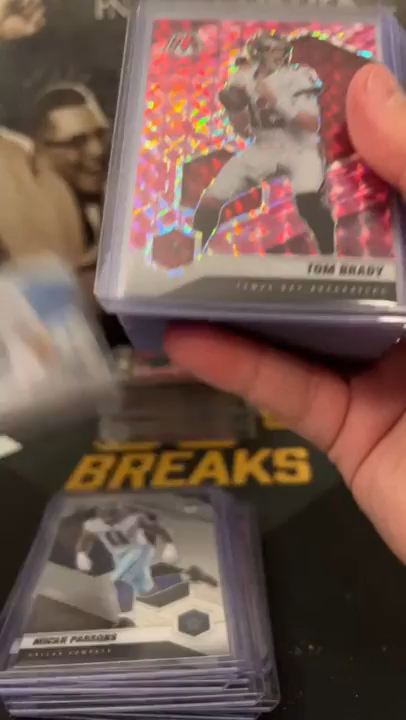 TOM BRADY
TAMPA BAY BUCCANEERS
BREAKS
MICAH PARSONS
DALLAS COWBOYS